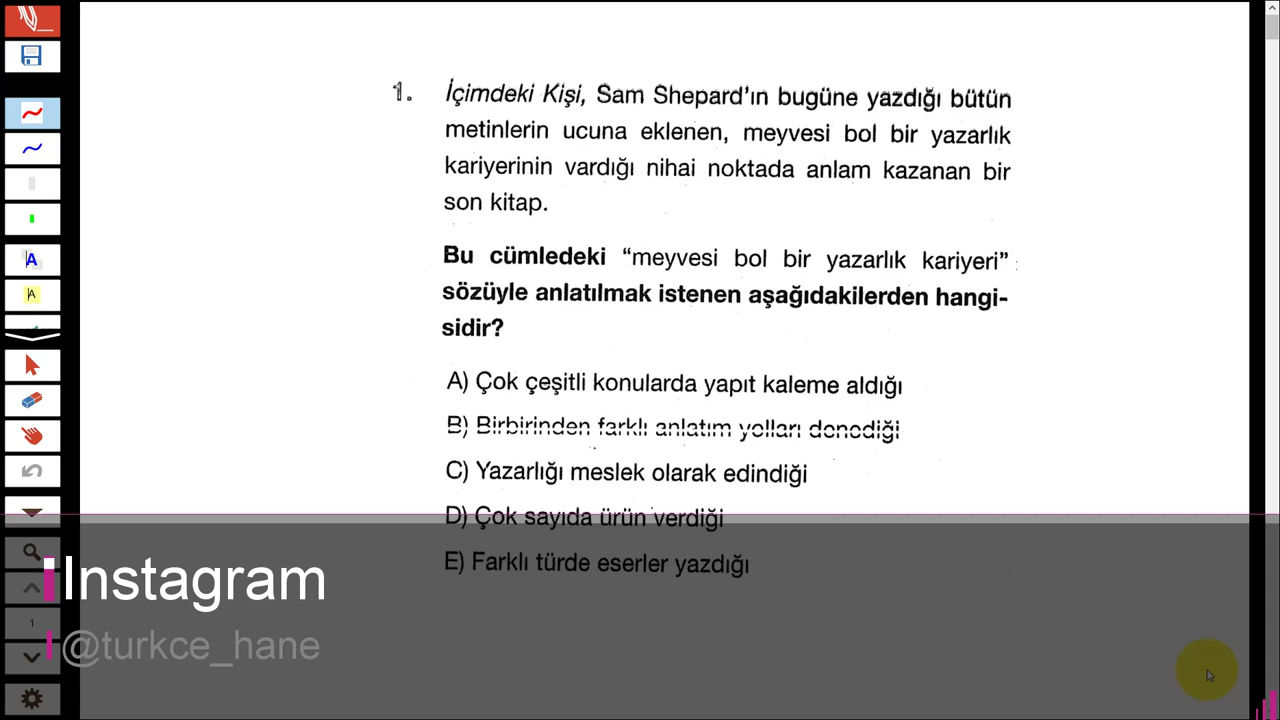 1. İçimdeki Kişi, Sam Shepard'ın bugüne yazdığı bütün
metinlerin ucuna eklenen, meyvesi bol bir yazarlık
kariyerinin vardığı nihai noktada anlam kazanan bir
son kitap.
Bu cümledeki "meyvesi bol bir yazarlık kariyeri"
sözüyle anlatılmak istenen aşağıdakilerden hangi-
sidir?
A) Çok çeşitli konularda yapıt kaleme aldığı
B) Birbirinden farklı anlatım yolları denediği
C) Yazarlığı meslek olarak edindiği
D) Çok sayıda ürün verdiği
E) Farklı türde eserler yazdığı
Instagram
@turkce_hane
A
A
1